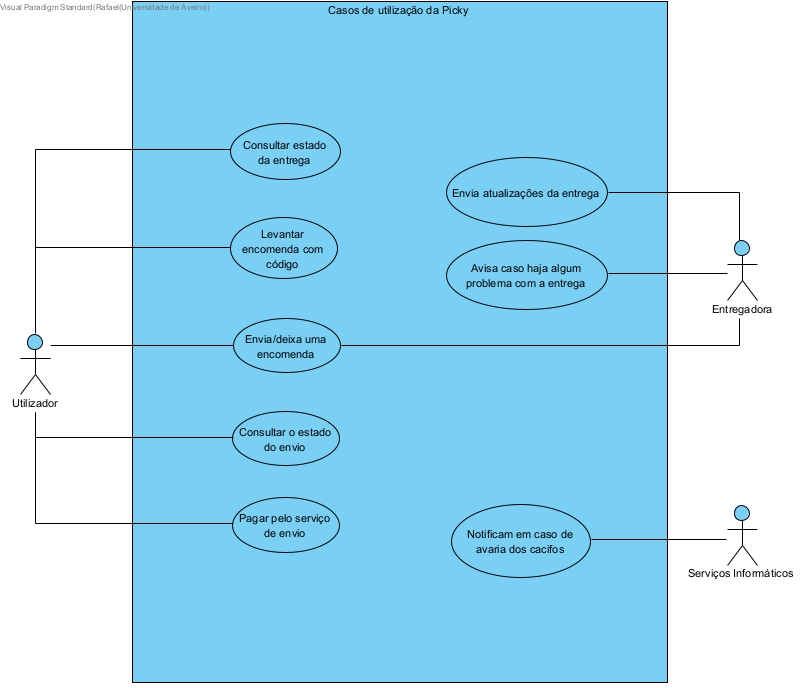 Visual Paradigm Standard(Rafael(Universidade de Aveiro))
Casos de utilização da Picky
Consultar estado
da entrega
Envia atualizações da entrega
Levantar
encomenda com
código
Avisa caso haja algum
problema com a entrega
Entregadora
Envia/deixa uma
encomenda
Utilizador
Consultar o estado
do envio
Pagar pelo serviço
de envio
Notificam em caso de
avaria dos cacifos
Serviços Informáticos